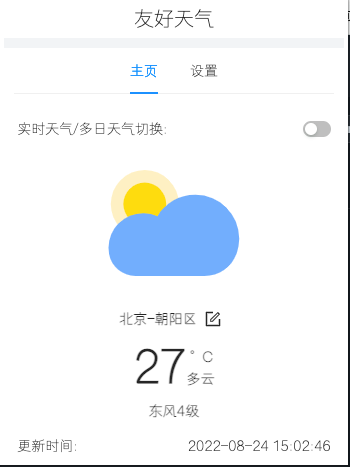 友好天气
主页 设置
实时天气/多日天气切换:
北京-朝阳区
27°C
多云
东风4级
更新时间: 2022-08-24 15:02:46